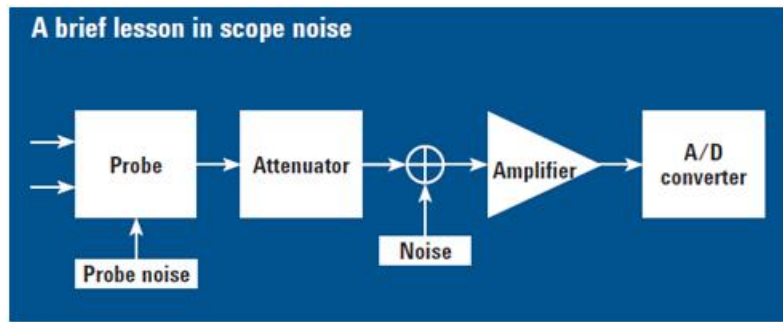 A brief lesson in scope noise
Probe
Attenuator
Amplifier
A/D
converter
Noise
Probe noise